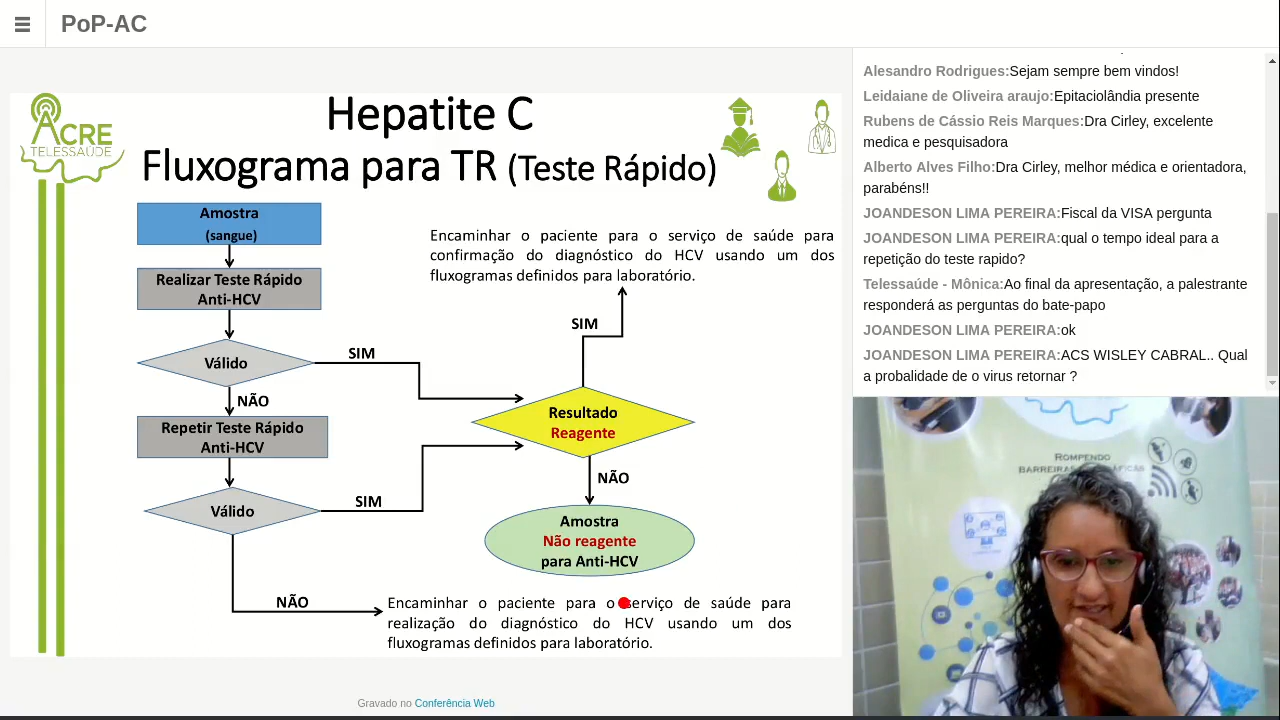 PoP-AC
ACRE
TELESSAÚDE
Hepatite C
Fluxograma para TR (Teste Rápido)
Amostra
(sangue)
Realizar Teste Rápido
Anti-HCV
Válido
SIM
NÃO
Repetir Teste Rápido
Anti-HCV
Válido
SIM
NÃO
Encaminhar o paciente para o serviço de saúde para
confirmação do diagnóstico do HCV usando um dos
fluxogramas definidos para laboratório.
SIM
Resultado
Reagente
NÃO
Amostra
Não reagente
para Anti-HCV
Encaminhar o paciente para o serviço de saúde para
realização do diagnóstico do HCV usando um dos
fluxogramas definidos para laboratório.
Gravado no Conferência Web
Alesandro Rodrigues:Sejam sempre bem vindos!
Leidaiane de Oliveira araujo:Epitaciolândia presente
Rubens de Cássio Reis Marques:Dra Cirley, excelente
medica e pesquisadora
Alberto Alves Filho:Dra Cirley, melhor médica e orientadora,
parabéns!!
JOANDESON LIMA PEREIRA:Fiscal da VISA pergunta
JOANDESON LIMA PEREIRA:qual o tempo ideal para a
repetição do teste rapido?
Telessaúde - Mônica:Ao final da apresentação, a palestrante
responderá as perguntas do bate-papo
JOANDESON LIMA PEREIRA:ok
JOANDESON LIMA PEREIRA:ACS WISLEY CABRAL.. Qual
a probalidade de o virus retornar ?
ROMPENDO
BARREIRAS